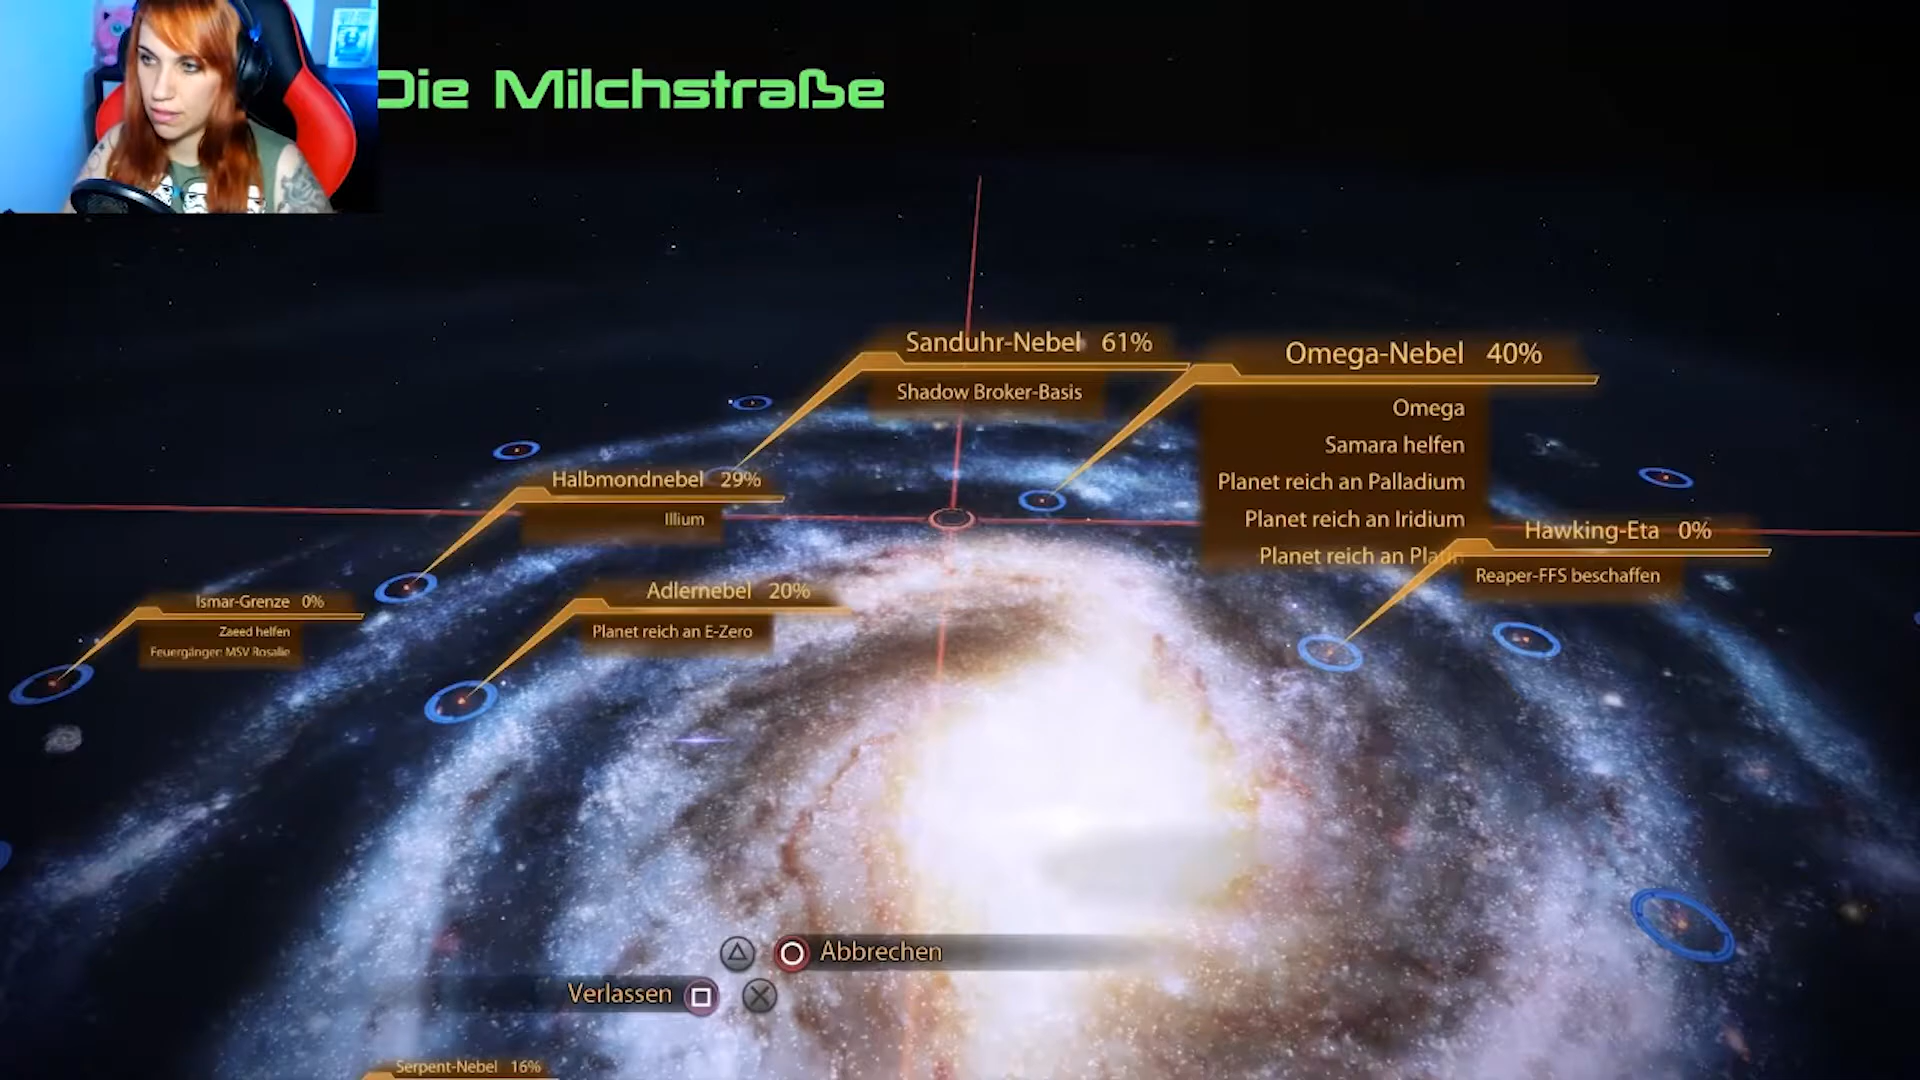 Die Milchstraße
Sanduhr-Nebel 61%
Shadow Broker-Basis
Omega-Nebel 40%
Omega
Samara helfen
Planet reich an Palladium
Planet reich an Iridium
Planet reich an Platin
Halbmondnebel 29%
Illium
Hawking-Eta 0%
Reaper-FFS beschaffen
Ismar-Grenze 0%
Zaeed helfen
Feuergänger: MSV Rosalie
Adlernebel 20%
Planet reich an E-Zero
Abbrechen
Verlassen
Serpent-Nebel 16%